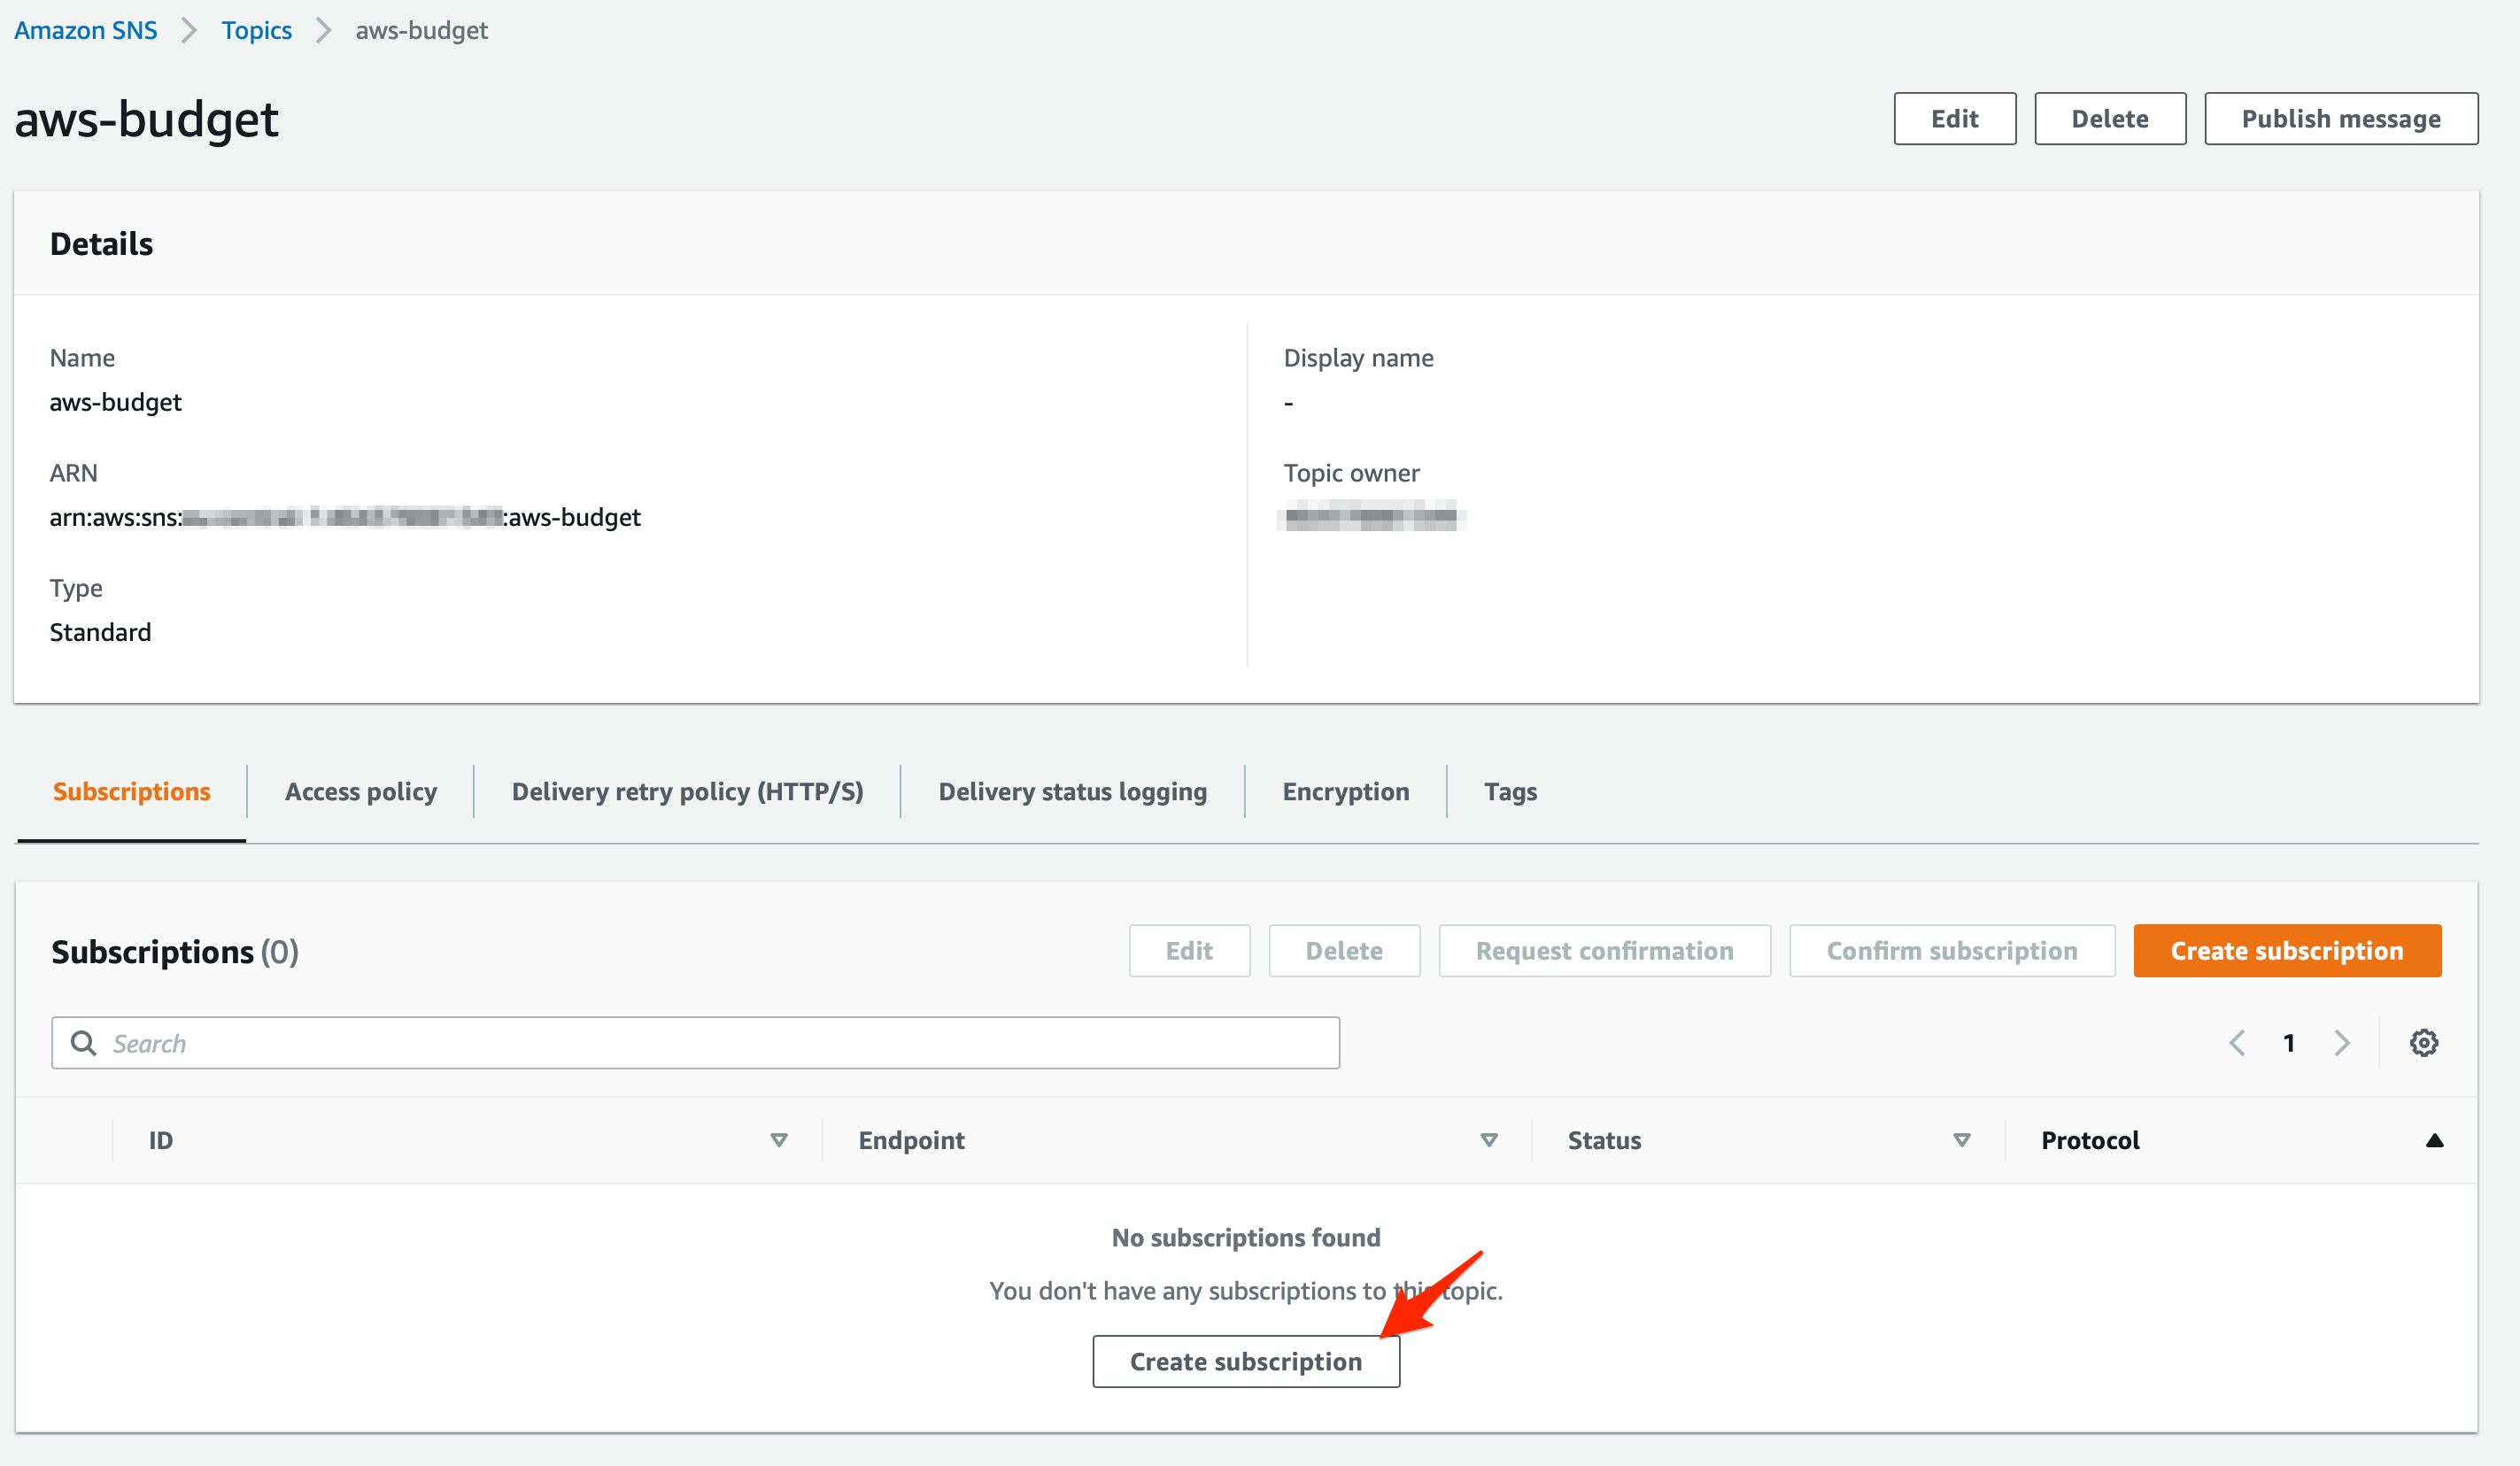 Amazon SNS > Topics > aws-budget
aws-budget
Edit Delete Publish message
Details
Name
aws-budget
Display name
-
ARN
arn:aws:sns: :aws-budget
Topic owner
Type
Standard
Subscriptions Access policy Delivery retry policy (HTTP/S) Delivery status logging Encryption Tags
Subscriptions (0) Edit Delete Request confirmation Confirm subscription Create subscription
Search 1
ID Endpoint Status Protocol
No subscriptions found
You don't have any subscriptions to this topic.
Create subscription